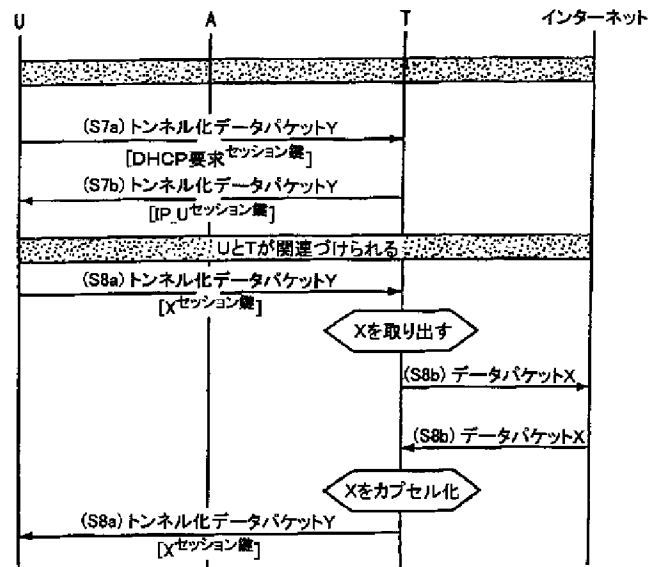 U A T インターネット
(S7a)トンネル化データパケットY
[DHCP要求セッション鍵]
(S7b)トンネル化データパケットY
[IP_Uセッション鍵]
UとTが関連づけられる
(S8a)トンネル化データパケットY
[Xセッション鍵]
Xを取り出す
(S8b)データパケットX
(S8b)データパケットX
Xをカプセル化
(S8a)トンネル化データパケットY
[Xセッション鍵]